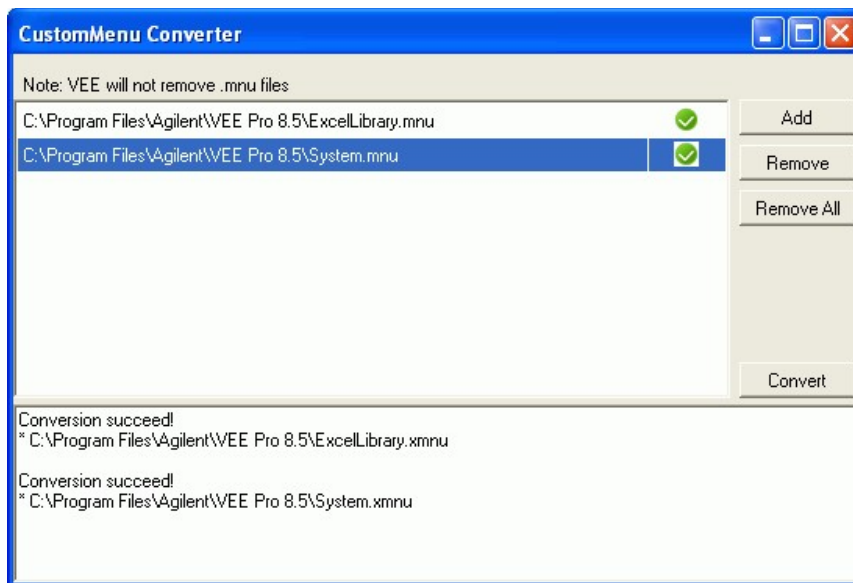 CustomMenu Converter
Note: VEE will not remove .mnu files
C:\Program Files\Agilent\VEE Pro 8.5\ExcelLibrary.mnu
C:\Program Files\Agilent\VEE Pro 8.5\System.mnu
Add
Remove
Remove All
Convert
Conversion succeed!
* C:\Program Files\Agilent\VEE Pro 8.5\ExcelLibrary.xmnu
Conversion succeed!
* C:\Program Files\Agilent\VEE Pro 8.5\System.xmnu